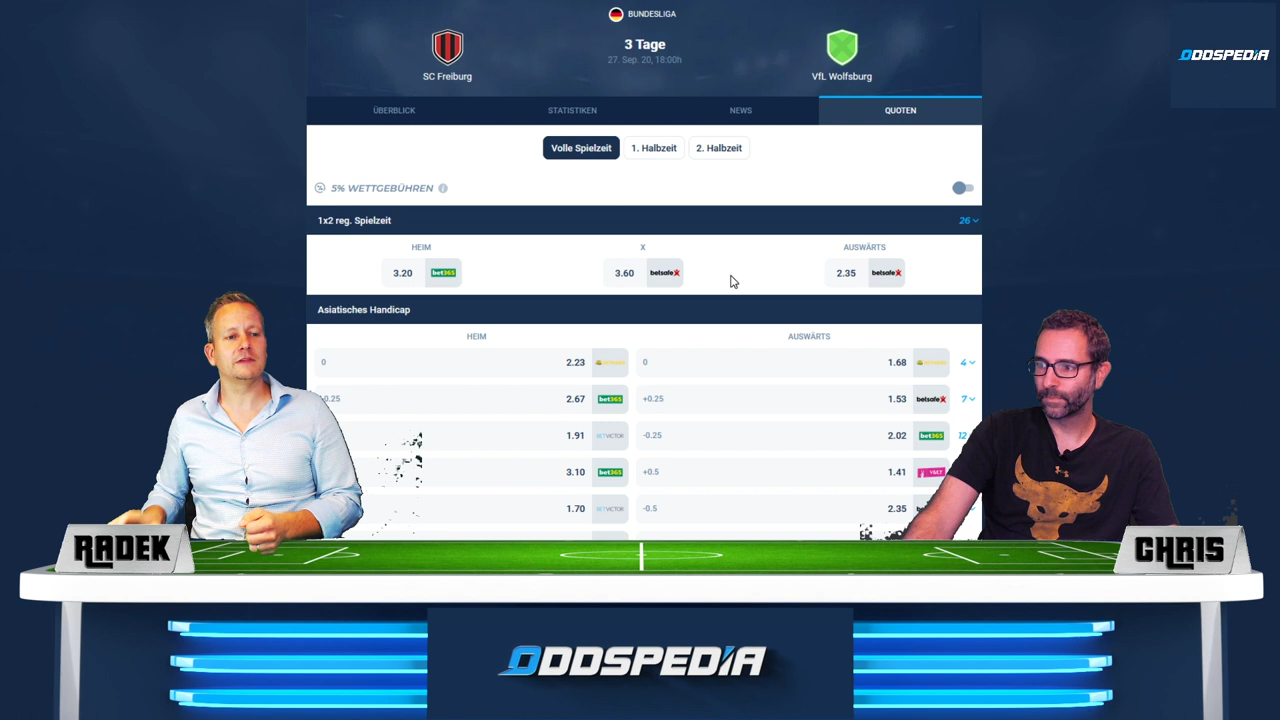 BUNDESLIGA
SC Freiburg
3 Tage
27. Sep. 20, 18:00h
VfL Wolfsburg
ODDSPEDIA
ÜBERBLICK STATISTIKEN NEWS QUOTEN
Volle Spielzeit 1. Halbzeit 2. Halbzeit
5% WETTGEBÜHREN i
1x2 reg. Spielzeit 26
HEIM X AUSWÄRTS
3.20 bet365 3.60 betsafe 2.35 betsafe
Asiatisches Handicap
HEIM AUSWÄRTS
0 2.23 0 1.68 4
0.25 2.67 bet365 +0.25 1.53 betsafe 7
1.91 BETVICTOR -0.25 2.02 bet365 12
3.10 bet365 +0.5 1.41
1.70 BETVICTOR -0.5 2.35
RADEK
CHRIS
ODDSPEDIA